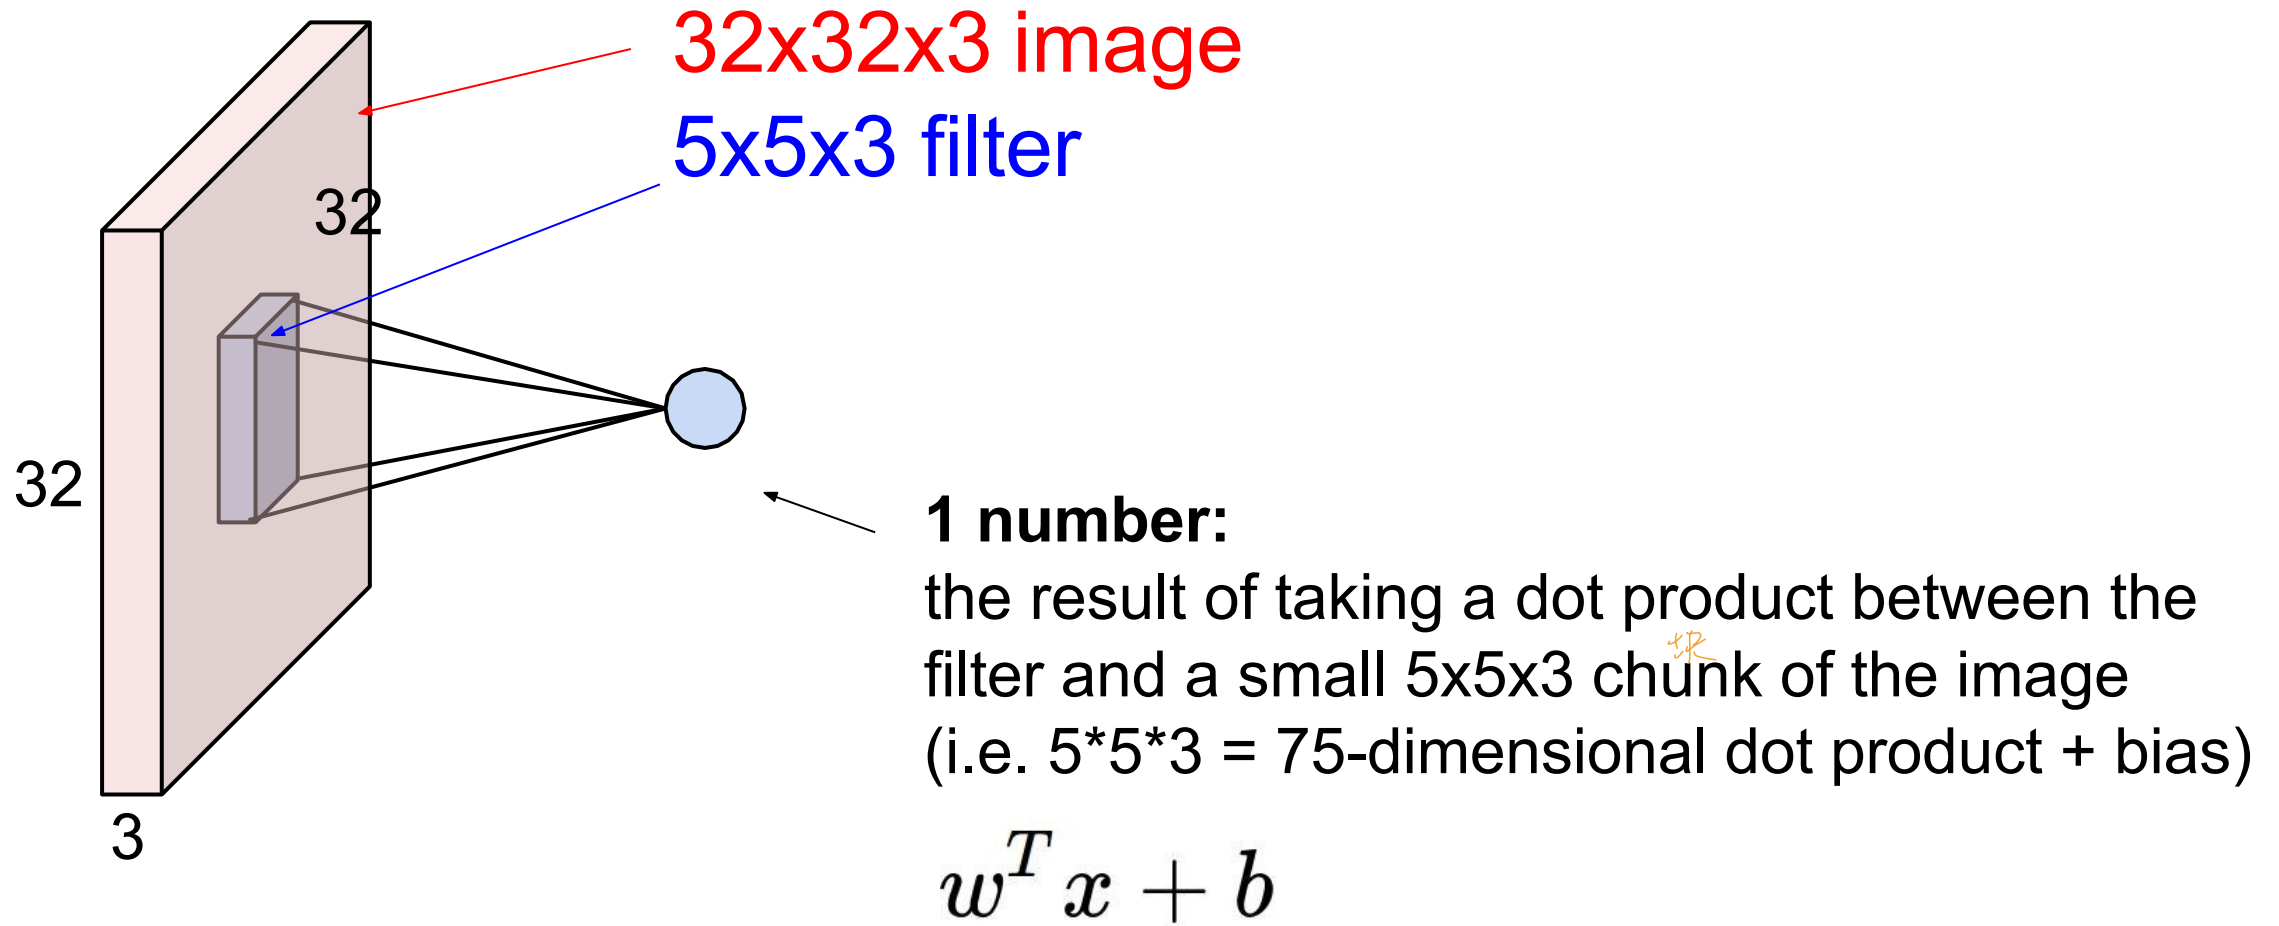 32x32x3 image
5x5x3 filter
32
32
1 number:
the result of taking a dot product between the
块
filter and a small 5x5x3 chunk of the image
(i.e. 5*5*3 = 75-dimensional dot product + bias)
3
w^T x + b